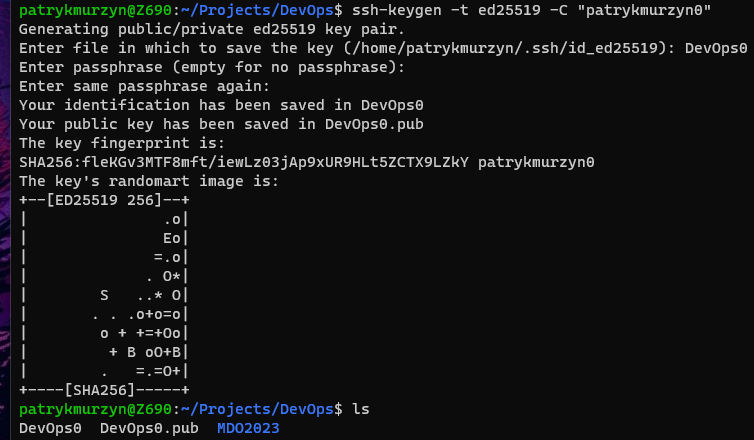 patrykmurzyn@Z690:~/Projects/DevOps$ ssh-keygen -t ed25519 -C "patrykmurzyn0"
Generating public/private ed25519 key pair.
Enter file in which to save the key (/home/patrykmurzyn/.ssh/id_ed25519): DevOps0
Enter passphrase (empty for no passphrase):
Enter same passphrase again:
Your identification has been saved in DevOps0
Your public key has been saved in DevOps0.pub
The key fingerprint is:
SHA256:fleKGv3MTF8mft/iewLz03jAp9xUR9HLt5ZCTX9LZkY patrykmurzyn0
The key's randomart image is:
+--[ED25519 256]--+
|               .o|
|               Eo|
|              =.o|
|             . O*|
|        S   ..* O|
|       . . .o+o=o|
|        o + +=+Oo|
|         + B oO+B|
|        .   =.=O+|
+----[SHA256]-----+
patrykmurzyn@Z690:~/Projects/DevOps$ ls
DevOps0  DevOps0.pub  MDO2023